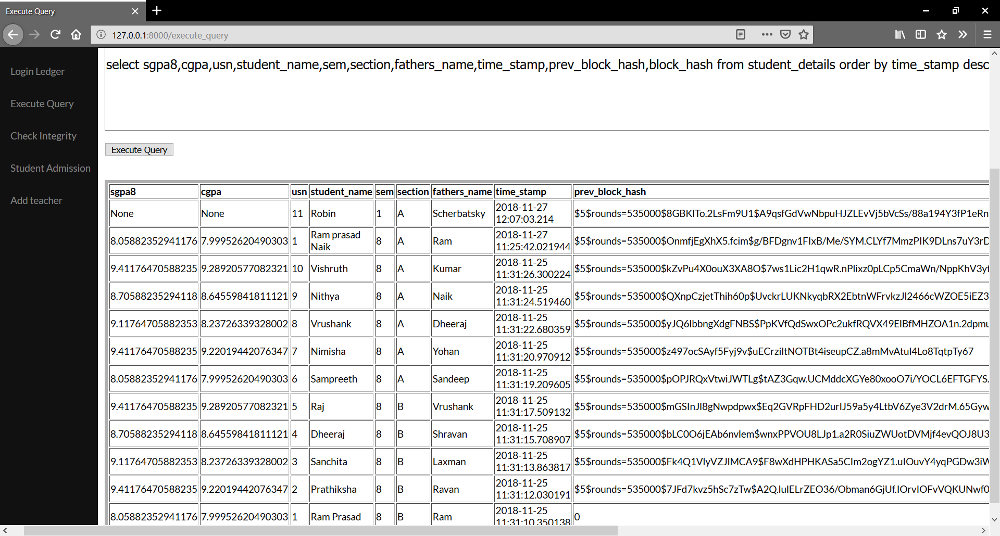 Execute Query
127.0.0.1:8000/execute_query
Login Ledger
Execute Query
Check Integrity
Student Admission
Add teacher
select sgpa8,cgpa,usn,student_name,sem,section,fathers_name,time_stamp,prev_block_hash,block_hash from student_details order by time_stamp desc
Execute Query
sgpa8 cgpa usn student_name sem section fathers_name time_stamp prev_block_hash
None None 11 Robin 1 A Scherbatsky 2018-11-27 12:07:03.214 $5$rounds=535000$8GBKlTo.2LsFm9U1$A9qsfGdVwNbpuHJZLEvVj5bVcSs/88a194Y3fP1eRn
8.05882352941176 7.99952620490303 1 Ram prasad Naik 8 A Ram 2018-11-27 11:25:42.021944 $5$rounds=535000$OnmfjEgXhX5.fcim$g/BFDgnv1FIxB/Me/SYM.CLYf7MmzPIK9DLns7uY3rD
9.41176470588235 9.28920577082321 10 Vishruth 8 A Kumar 2018-11-25 11:31:26.300224 $5$rounds=535000$kZvPu4X0ouX3XA8O$7ws1Lic2H1qwR.nPlixz0pLCp5CmaWn/NppKhV3yt
8.70588235294118 8.64559841811121 9 Nithya 8 A Naik 2018-11-25 11:31:24.519460 $5$rounds=535000$QXnpCzjetThih60p$UvckrLUKNkyqbRX2EbtnWFrvkzJI2466cWZOE5iEZ3
9.11764705882353 8.23726339328002 8 Vrushank 8 A Dheeraj 2018-11-25 11:31:22.680359 $5$rounds=535000$yJQ6lbbngXdgFNBS$PpKVfQdSwxOPc2ukfRQVX49EIBfMHZOA1n.2dpmu
9.41176470588235 9.22019442076347 7 Nimisha 8 A Yohan 2018-11-25 11:31:20.970912 $5$rounds=535000$z497ocSAyf5Fyj9v$uECrziltNOTBt4iseupCZ.a8mMvAtul4Lo8TqtpTy67
8.05882352941176 7.99952620490303 6 Sampreeth 8 A Sandeep 2018-11-25 11:31:19.209605 $5$rounds=535000$pOPJRQxVtwiJWTLg$tAZ3Gqw.UCMddcXGYe80xooO7i/YOCL6EFTGFYS.
9.41176470588235 9.28920577082321 5 Raj 8 B Vrushank 2018-11-25 11:31:17.509132 $5$rounds=535000$mGSInJI8gNwpdpwx$Eq2GVRpFHD2urIJ59a5y4LtbV6Zye3V2drM.65Gyw
8.70588235294118 8.64559841811121 4 Dheeraj 8 B Shravan 2018-11-25 11:31:15.708907 $5$rounds=535000$bLC0O6jEAb6nvlem$wnxPPVOU8LJp1.a2R0SiuZWUotDVMjf4evQOJ8U3
9.11764705882353 8.23726339328002 3 Sanchita 8 B Laxman 2018-11-25 11:31:13.863817 $5$rounds=535000$Fk4Q1VIyVZJIMCA9$F8wXdHPHKASa5CIm2ogYZ1.uIOuvY4yqPGDw3iW
9.41176470588235 9.22019442076347 2 Prathiksha 8 B Ravan 2018-11-25 11:31:12.030191 $5$rounds=535000$7JFd7kvz5hSc7zTw$A2Q.lulELrZEO36/Obman6GjUf.IOrvIOFvVQKUNwf0
8.05882352941176 7.99952620490303 1 Ram Prasad 8 B Ram 2018-11-25 11:31:10.350138 0